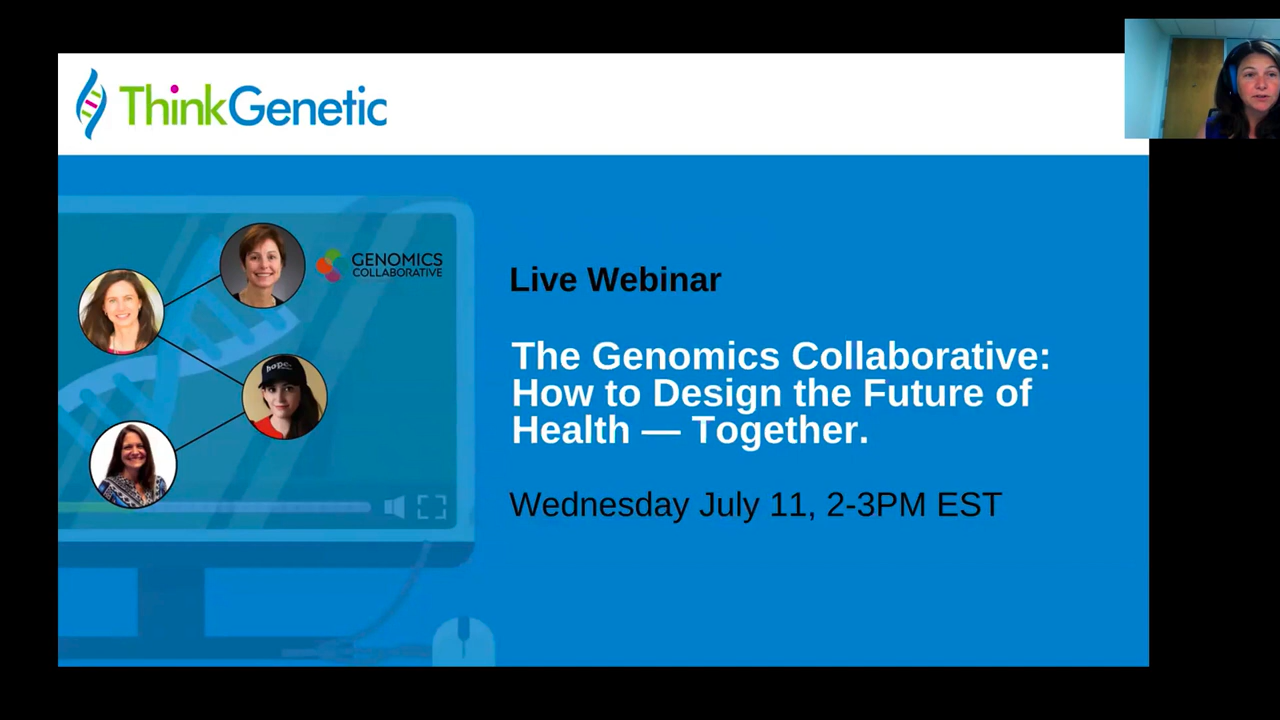 ThinkGenetic
GENOMICS
COLLABORATIVE
hope.
Live Webinar
The Genomics Collaborative:
How to Design the Future of
Health — Together.
Wednesday July 11, 2-3PM EST